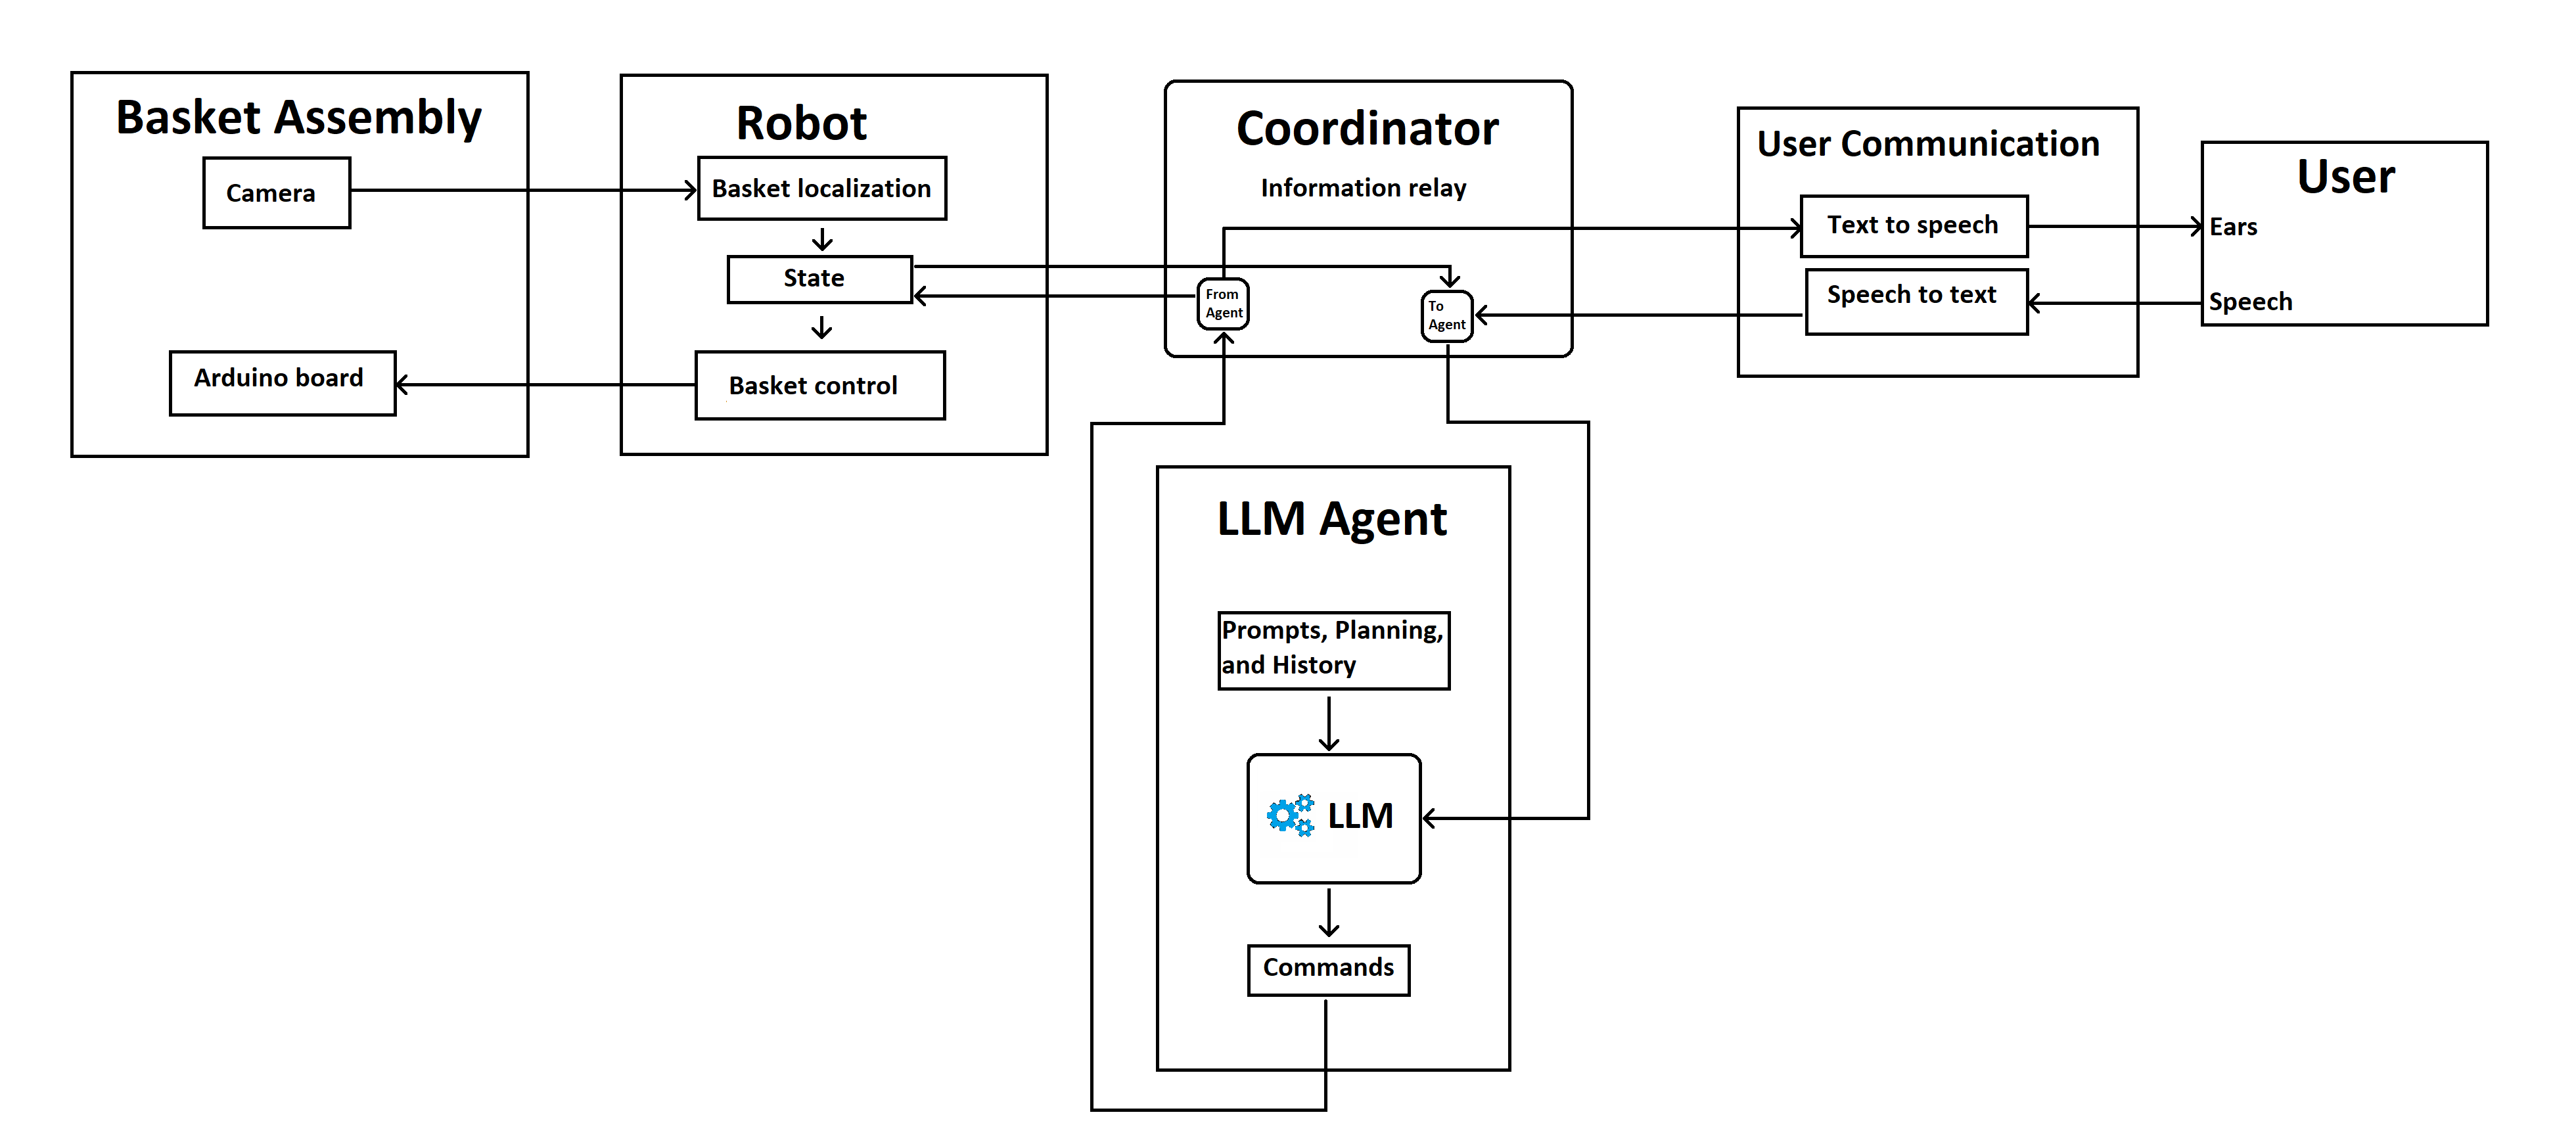 Basket Assembly
Camera
Arduino board
Robot
Basket localization
State
Basket control
Coordinator
Information relay
From
Agent
To
Agent
User Communication
Text to speech
Speech to text
User
Ears
Speech
LLM Agent
Prompts, Planning,
and History
LLM
Commands